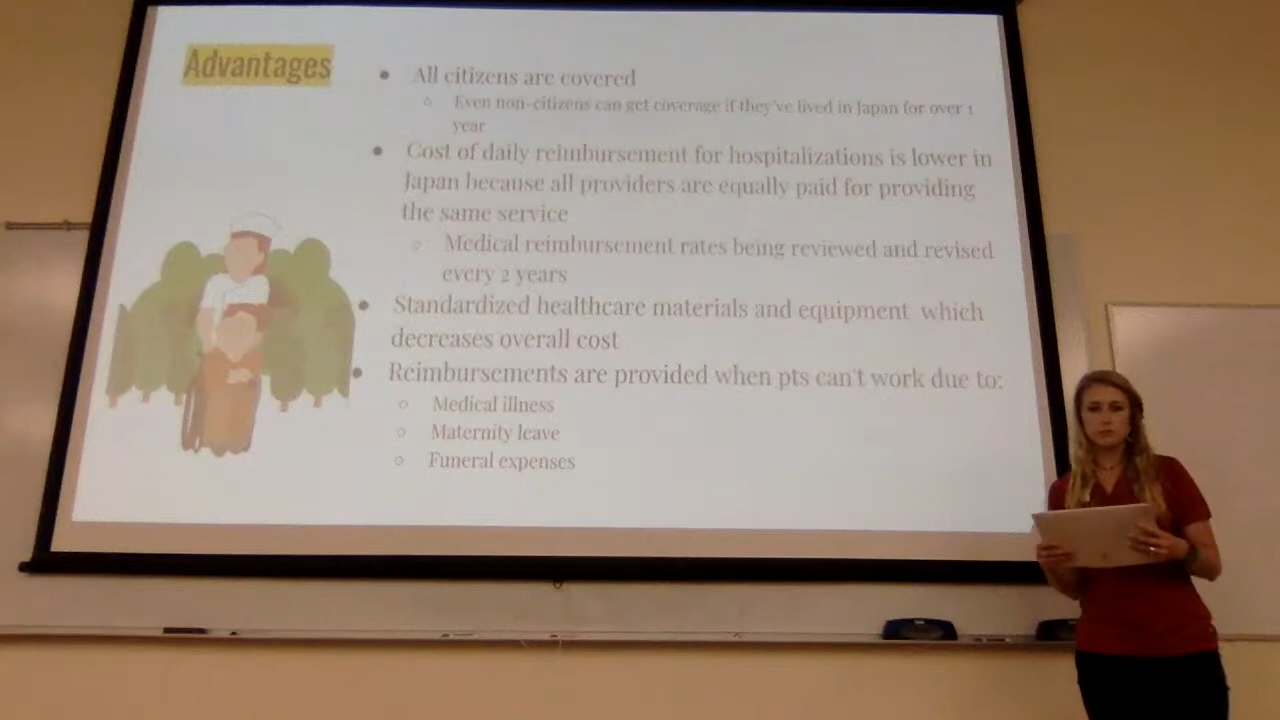 Advantages
● All citizens are covered
○ Even non-citizens can get coverage if they've lived in Japan for over 1
year
● Cost of daily reimbursement for hospitalizations is lower in
Japan because all providers are equally paid for providing
the same service
○ Medical reimbursement rates being reviewed and revised
every 2 years
● Standardized healthcare materials and equipment which
decreases overall cost
● Reimbursements are provided when pts can't work due to:
○ Medical illness
○ Maternity leave
○ Funeral expenses